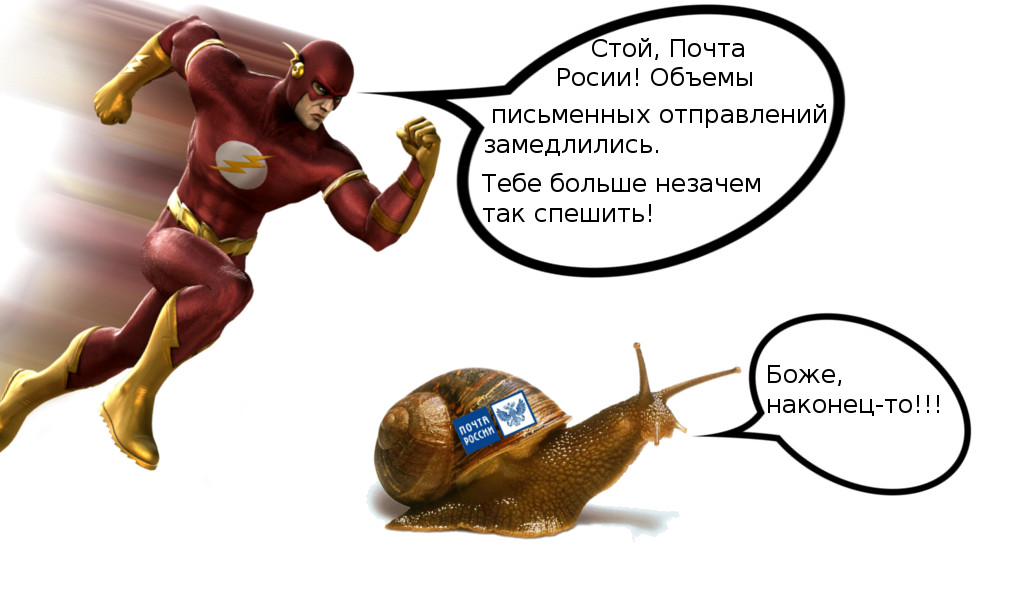 Стой, Почта
Росии! Объемы
письменных отправлений
замедлились.
Тебе больше незачем
так спешить!
Боже,
наконец-то!!!
ПОЧТА
РОССИИ